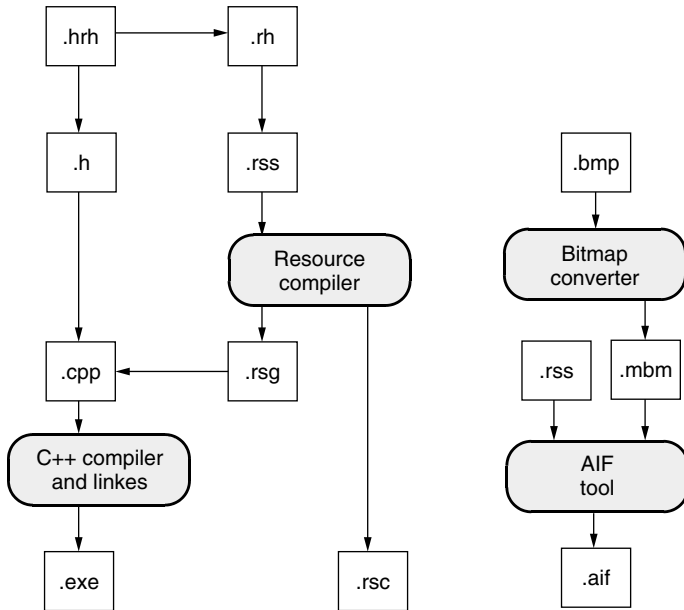 .hrh
.rh
.h
.rss
.bmp
Resource
compiler
Bitmap
converter
.cpp
.rsg
.rss
.mbm
C++ compiler
and linkes
AIF
tool
.exe
.rsc
.aif